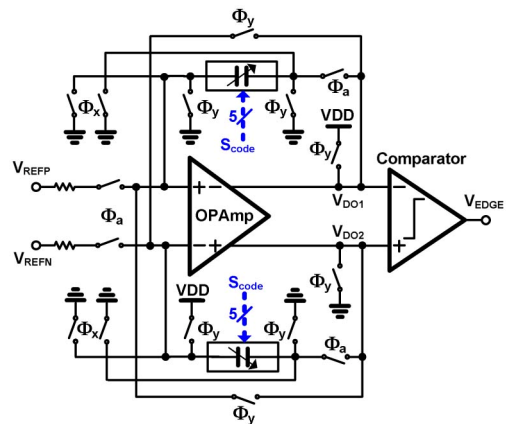 Φy
Φx
Φy
Φy
Φa
VDD
5
Scode
Φy
Comparator
VREFP
+ −
−
Φa
OPAmp
VDO1
VEDGE
VREFN
− +
VDO2
+
VDD
Scode
5
Φy
Φx
Φy
Φy
Φa
Φy